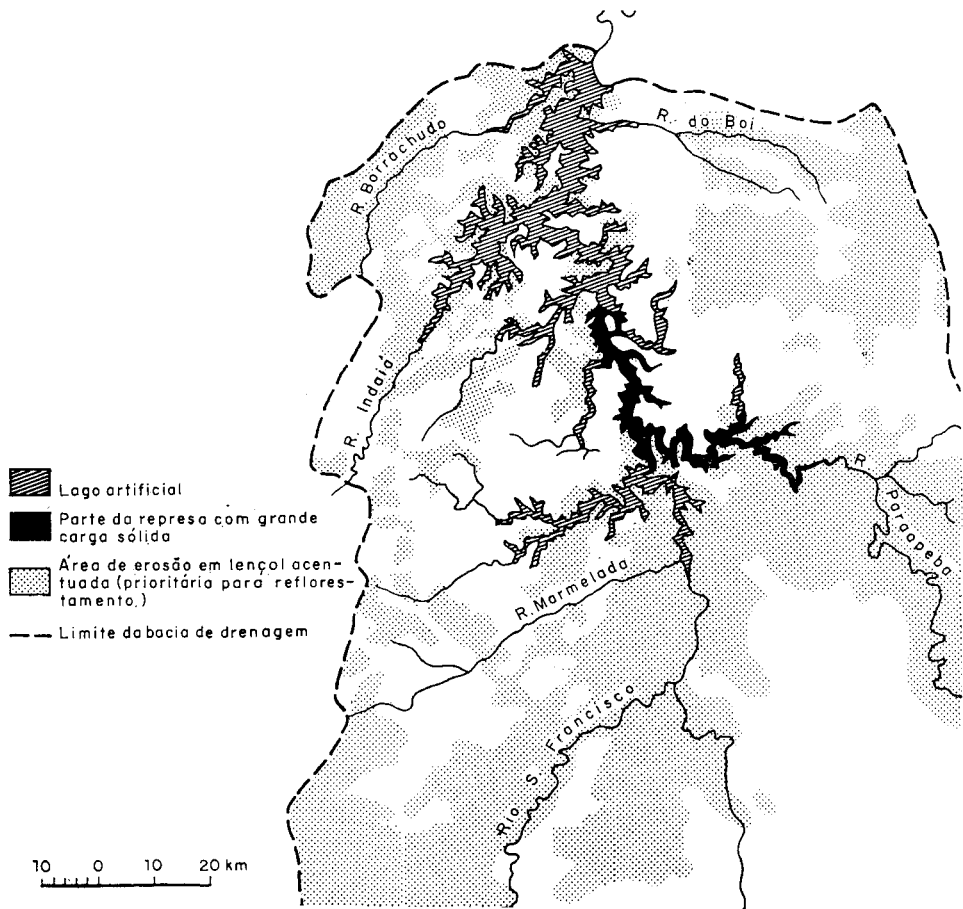 R. Borrachudo
R. do Boi
R. Indaiá
R. Paraopeba
R. Marmelada
Rio S Francisco
Lago artificial
Parte da represa com grande
carga sólida
Área de erosão em lençol acen-
tuada (prioritária para reflores-
tamento.)
Limite da bacia de drenagem
10 0 10 20 km